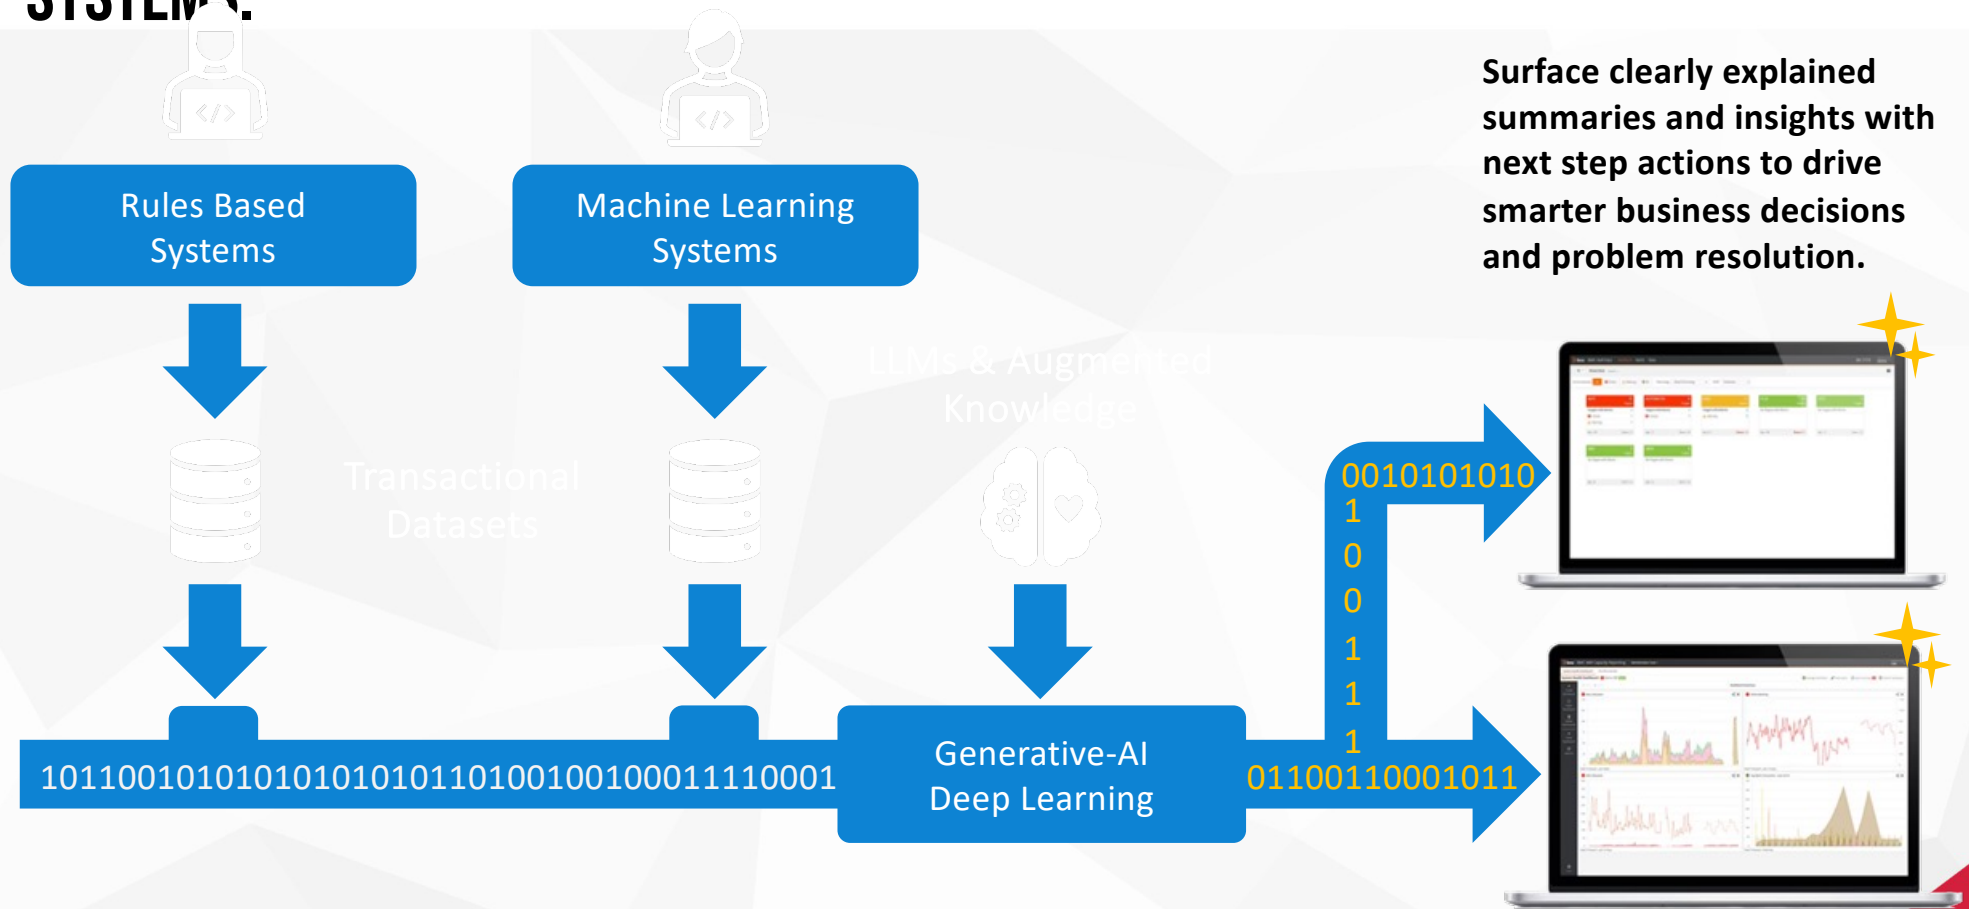 SYSTEMS.
Rules Based
Systems
Machine Learning
Systems
Surface clearly explained
summaries and insights with
next step actions to drive
smarter business decisions
and problem resolution.
</>
</>
LLMs & Augmented
Knowledge
Transactional
Datasets
0010101010
1
0
0
1
1
1
10110010101010101010110100100100011110001
Generative-AI
Deep Learning
01100110001011